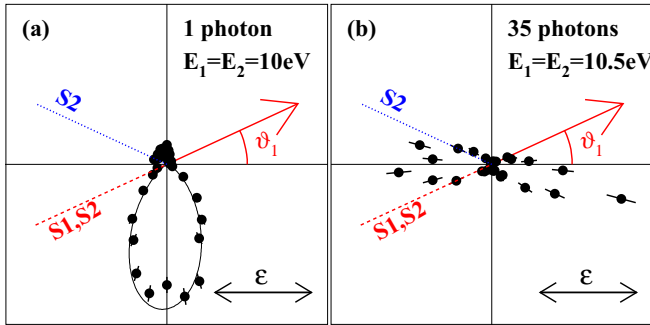 (a)
1 photon
E₁=E₂=10eV
S2
ϑ₁
S1,S2
ε
(b)
35 photons
E₁=E₂=10.5eV
S2
ϑ₁
S1,S2
ε